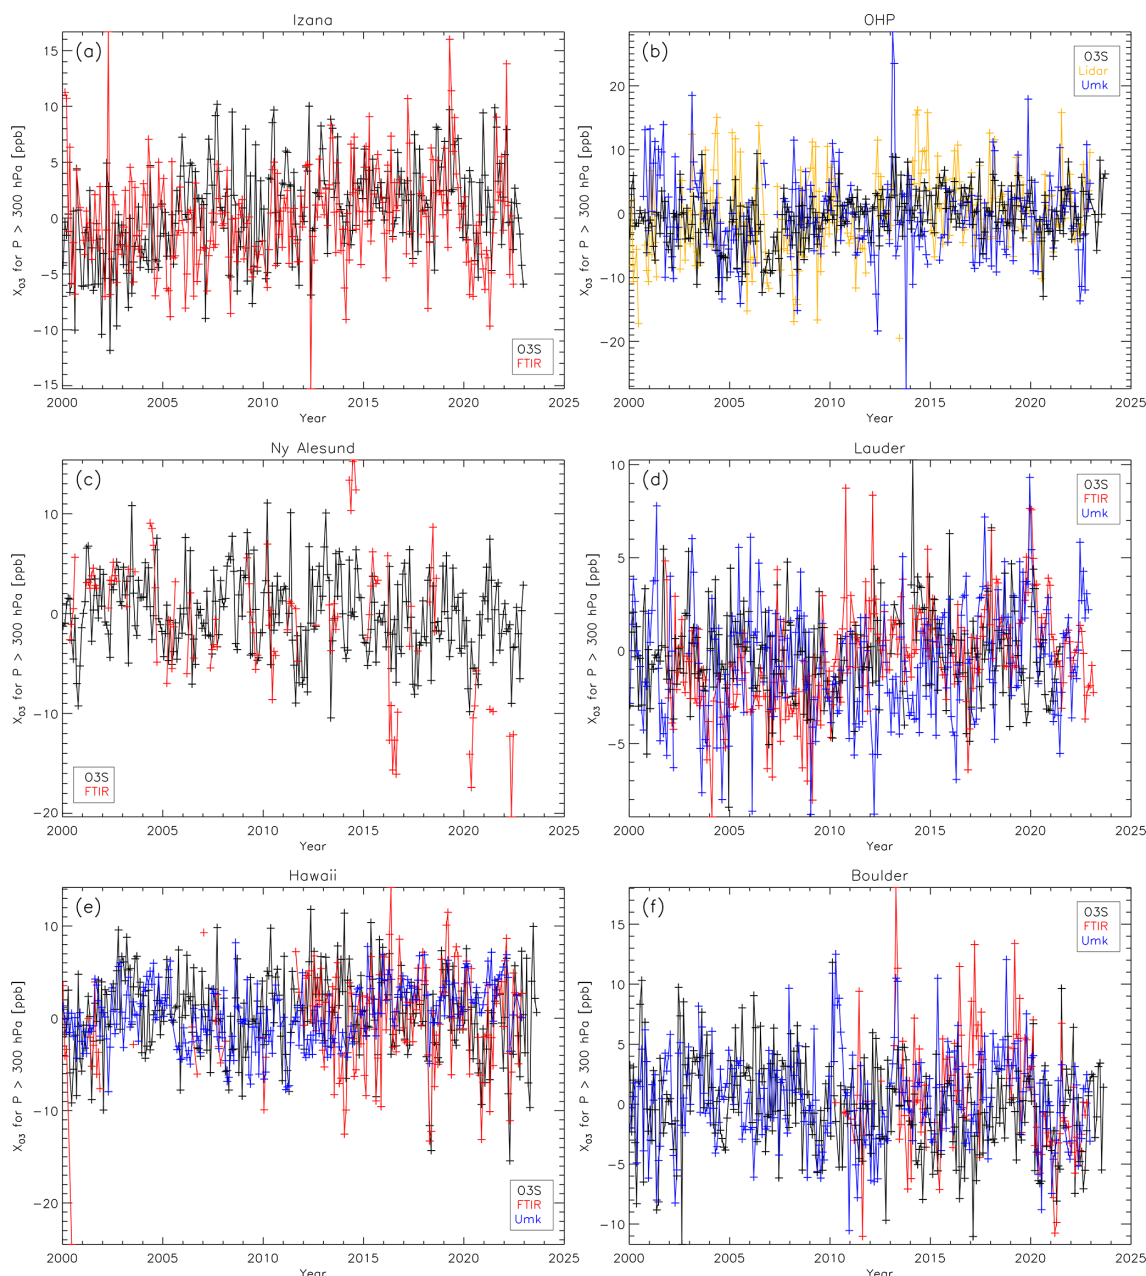 Izana
(a)
X₀₃ for P > 300 hPa [ppb]
15
10
5
0
−5
−10
−15
O3S
FTIR
2000 2005 2010 2015 2020 2025
Year
OHP
(b)
X₀₃ for P > 300 hPa [ppb]
20
10
0
−10
−20
O3S
Lidar
Umk
2000 2005 2010 2015 2020 2025
Year
Ny Alesund
(c)
X₀₃ for P > 300 hPa [ppb]
10
0
−10
−20
O3S
FTIR
2000 2005 2010 2015 2020 2025
Year
Lauder
(d)
X₀₃ for P > 300 hPa [ppb]
10
5
0
−5
O3S
FTIR
Umk
2000 2005 2010 2015 2020 2025
Year
Hawaii
(e)
X₀₃ for P > 300 hPa [ppb]
10
0
−10
−20
O3S
FTIR
Umk
2000 2005 2010 2015 2020 2025
Year
Boulder
(f)
X₀₃ for P > 300 hPa [ppb]
15
10
5
0
−5
−10
O3S
FTIR
Umk
2000 2005 2010 2015 2020 2025
Year